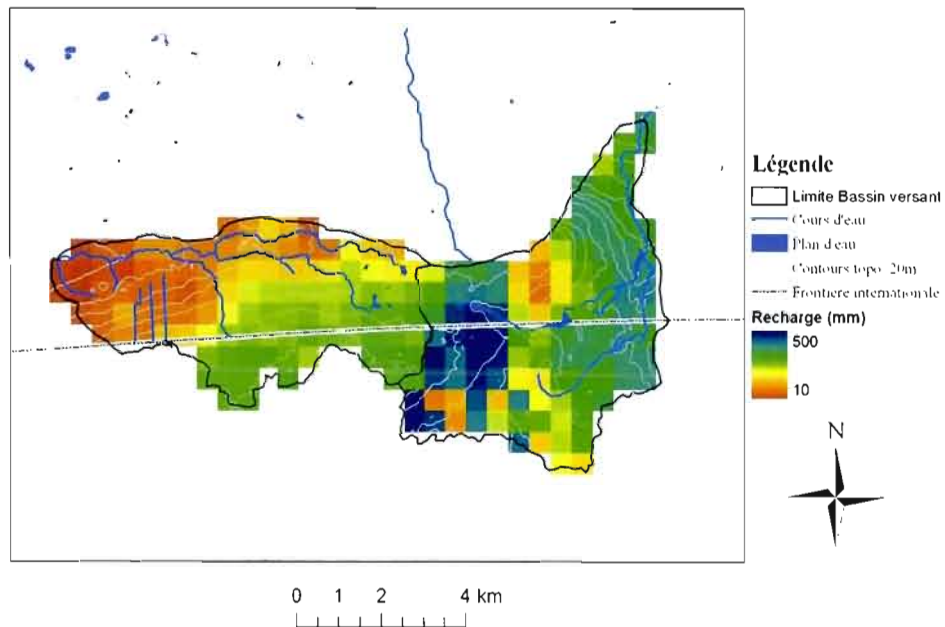 Légende
Limite Bassin versant
Cours d'eau
Plan d'eau
Contours topo. 20m
Frontière internationale
Recharge (mm)
500
10
N
0 1 2 4 km